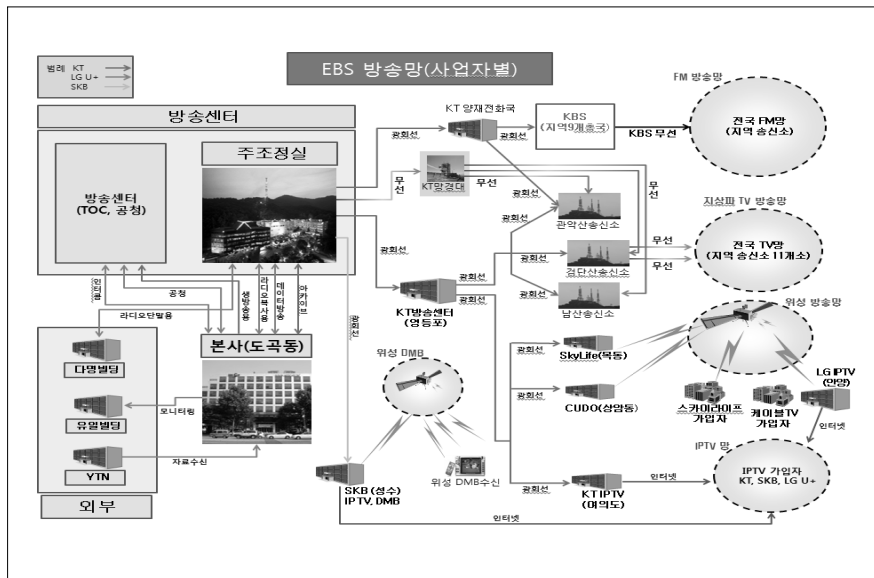 EBS 방송망(사업자별)
범례 KT
LG U+
SKB
방송센터
주조정실
방송센터
(TOC, 공청)
인터콤
공청
생방송용
라디오복사용
데이터방송
아카이브
라디오단말용
본사(도곡동)
다명빌딩
유밀빌딩
YTN
외부
모니터링
자료수신
광회선
무선
광회선
광회선
KT 양재전화국
광회선
KBS
(지역9개총국)
KBS 무선
FM 방송망
전국 FM망
(지역 송신소)
KT망경대
무선
무선
광회선
관악산송신소
지상파 TV 방송망
광회선
검단산송신소
무선
무선
전국 TV망
(지역 송신소 11개소)
광회선
광회선
남산송신소
KT방송센터
(영등포)
위성 방송망
위성 DMB
광회선
SkyLife(목동)
광회선
CUDO(상암동)
스카이라이프
가입자
케이블TV
가입자
LG IPTV
(안양)
인터넷
IPTV 망
IPTV 가입자
KT, SKB, LG U+
위성 DMB수신
SKB (성수)
IPTV, DMB
광회선
KT IPTV
(여의도)
인터넷
인터넷